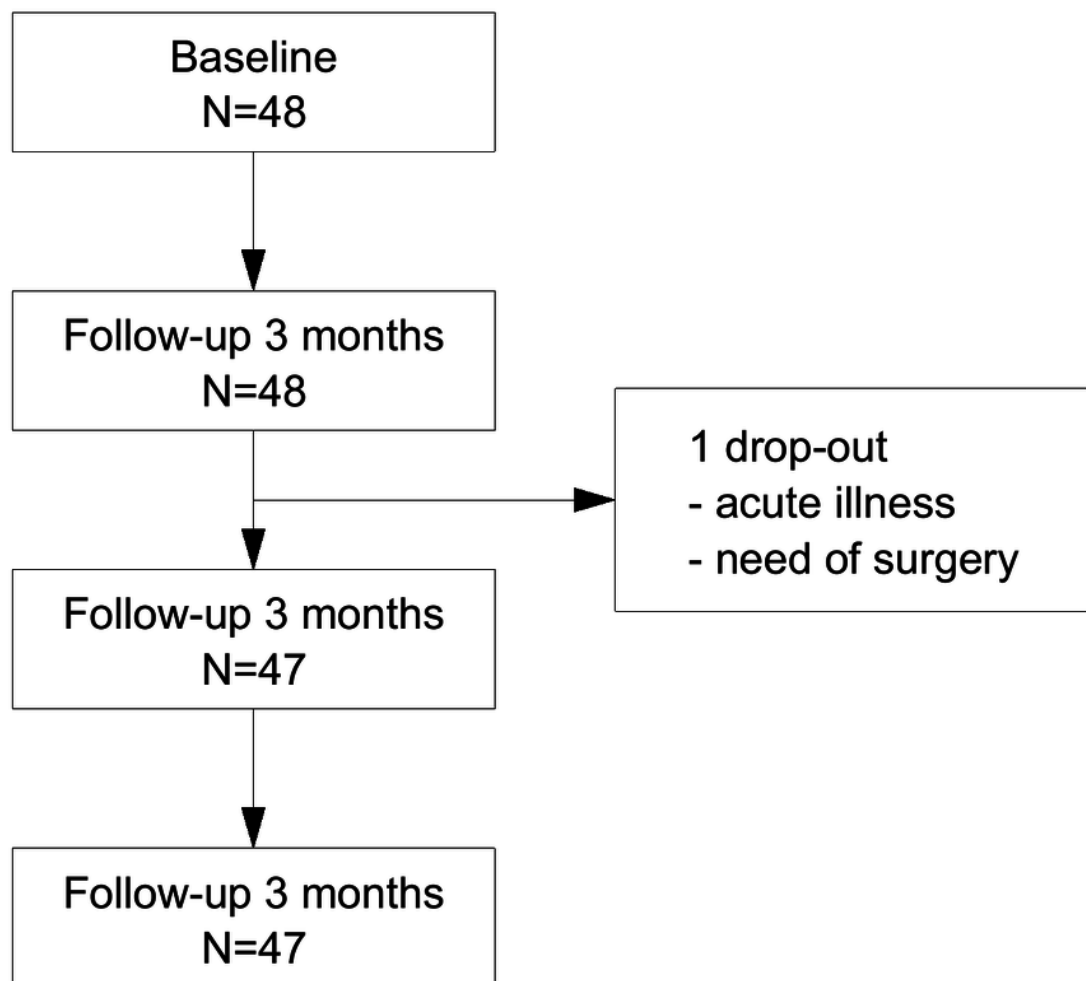 Baseline
N=48
Follow-up 3 months
N=48
1 drop-out
- acute illness
- need of surgery
Follow-up 3 months
N=47
Follow-up 3 months
N=47